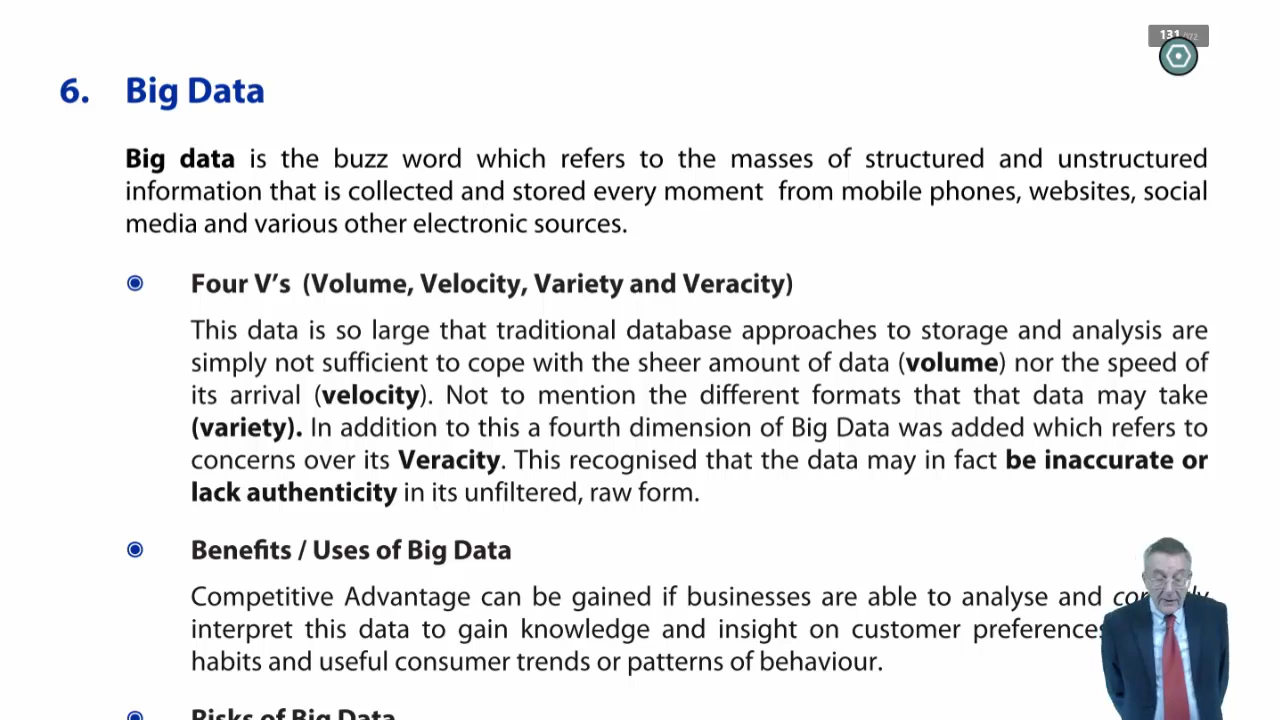 131 /172
6. Big Data
Big data is the buzz word which refers to the masses of structured and unstructured
information that is collected and stored every moment from mobile phones, websites, social
media and various other electronic sources.
Four V's (Volume, Velocity, Variety and Veracity)
This data is so large that traditional database approaches to storage and analysis are
simply not sufficient to cope with the sheer amount of data (volume) nor the speed of
its arrival (velocity). Not to mention the different formats that that data may take
(variety). In addition to this a fourth dimension of Big Data was added which refers to
concerns over its Veracity. This recognised that the data may in fact be inaccurate or
lack authenticity in its unfiltered, raw form.
Benefits / Uses of Big Data
Competitive Advantage can be gained if businesses are able to analyse and
interpret this data to gain knowledge and insight on customer preferences
habits and useful consumer trends or patterns of behaviour.
Risks of Big Data